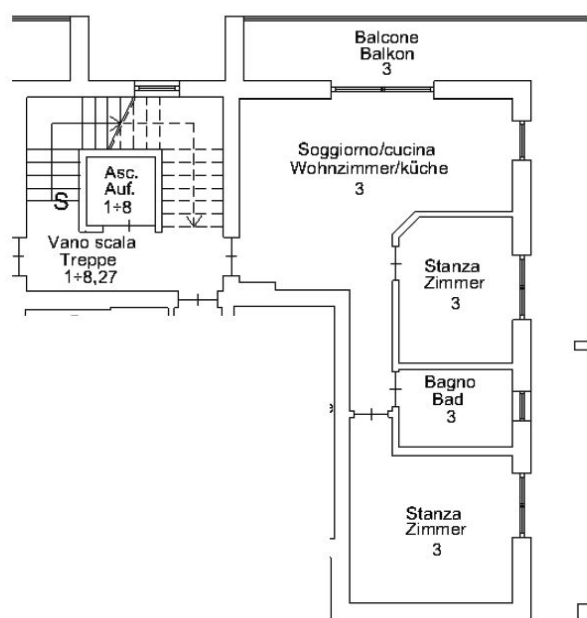 Balcone
Balkon
3
Soggiorno/cucina
Wohnzimmer/küche
3
Asc.
Auf.
1÷8
S
Vano scala
Treppe
1÷8,27
Stanza
Zimmer
3
Bagno
Bad
3
Stanza
Zimmer
3